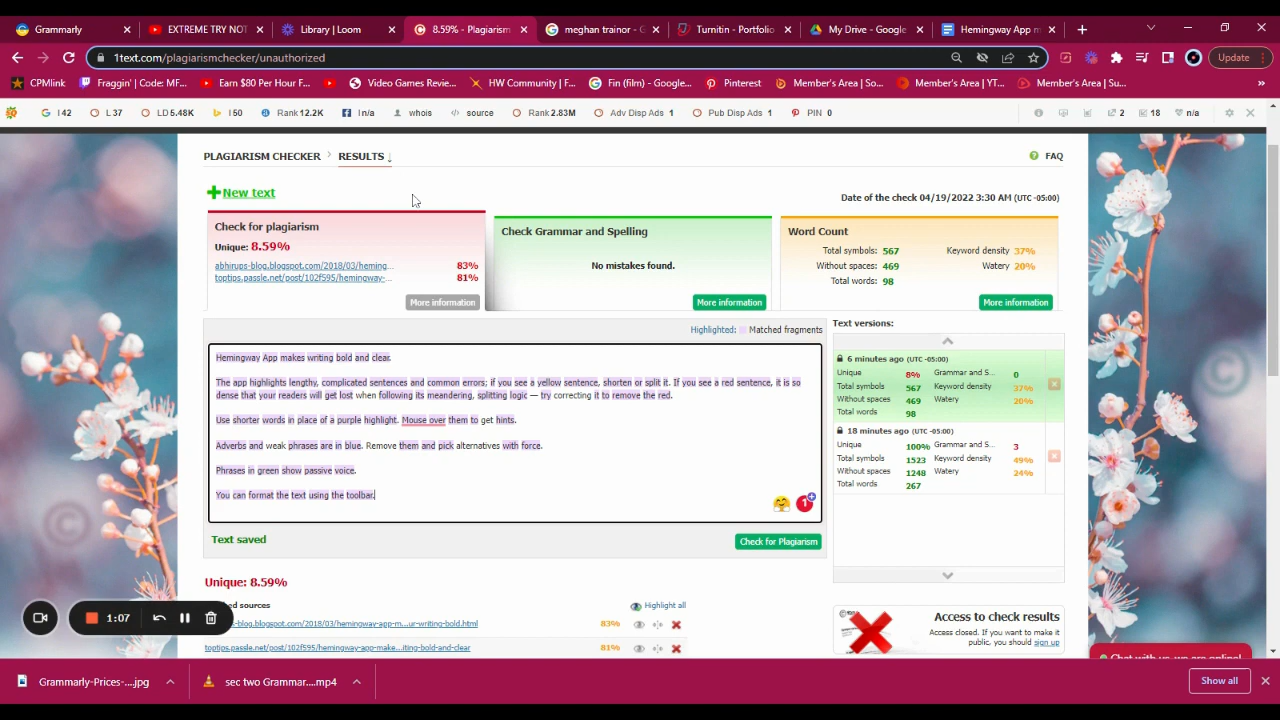 Grammarly
EXTREME TRY NOT
Library | Loom
8.59% - Plagiarism
meghan trainor - G
Turnitin - Portfolio
My Drive - Google
Hemingway App m
1text.com/plagiarismchecker/unauthorized
Update
CPMlink
Fraggin' | Code: MF...
Earn $80 Per Hour F...
Video Games Revie...
HW Community | F...
Fin (film) - Google...
Pinterest
Member's Area | So...
Member's Area | YT...
Member's Area | Su...
I 42
L 37
LD 5.48K
I 50
Rank 12.2K
I n/a
whois
source
Rank 2.83M
Adv Disp Ads 1
Pub Disp Ads 1
PIN 0
2
18
n/a
PLAGIARISM CHECKER
RESULTS ↓
FAQ
New text
Date of the check 04/19/2022 3:30 AM (UTC -05:00)
Check for plagiarism
Unique: 8.59%
abhirups-blog.blogspot.com/2018/03/heming... 83%
toptips.passle.net/post/102f595/hemingway-... 81%
More information
Check Grammar and Spelling
No mistakes found.
More information
Word Count
Total symbols: 567 Keyword density 37%
Without spaces: 469 Watery 20%
Total words: 98
More information
Highlighted: Matched fragments
Hemingway App makes writing bold and clear.
The app highlights lengthy, complicated sentences and common errors; if you see a yellow sentence, shorten or split it. If you see a red sentence, it is so
dense that your readers will get lost when following its meandering, splitting logic — try correcting it to remove the red.
Use shorter words in place of a purple highlight. Mouse over them to get hints.
Adverbs and weak phrases are in blue. Remove them and pick alternatives with force.
Phrases in green show passive voice.
You can format the text using the toolbar.
1
Text saved
Check for Plagiarism
Text versions:
6 minutes ago (UTC -05:00)
Unique 8% Grammar and S... 0
Total symbols 567 Keyword density 37%
Without spaces 469 Watery 20%
Total words 98
18 minutes ago (UTC -05:00)
Unique 100% Grammar and S... 3
Total symbols 1523 Keyword density 49%
Without spaces 1248 Watery 24%
Total words 267
Unique: 8.59%
sources
Highlight all
-blog.blogspot.com/2018/03/hemingway-app-m...ur-writing-bold.html 83%
toptips.passle.net/post/102f595/hemingway-app-make...iting-bold-and-clear 81%
1:07
Access to check results
Access closed. If you want to make it
public, you should sign up
Chat with us, we are online!
Grammarly-Prices-....jpg
sec two Grammar....mp4
Show all